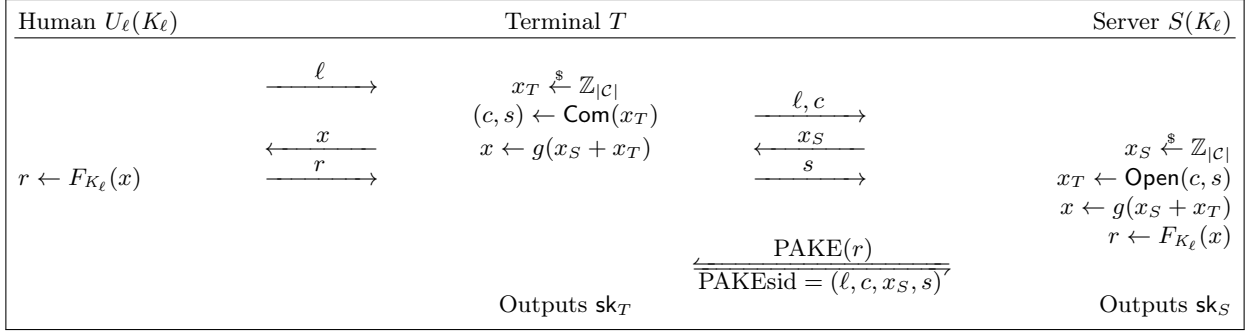 Human U_ℓ(K_ℓ) Terminal T Server S(K_ℓ)
ℓ x_T ←$ ℤ_{|𝒞|}
(c, s) ← Com(x_T) ℓ, c
x x ← g(x_S + x_T) x_S x_S ←$ ℤ_{|𝒞|}
r ← F_{K_ℓ}(x) r s x_T ← Open(c, s)
x ← g(x_S + x_T)
r ← F_{K_ℓ}(x)
PAKE(r)
PAKEsid = (ℓ, c, x_S, s)
Outputs sk_T Outputs sk_S